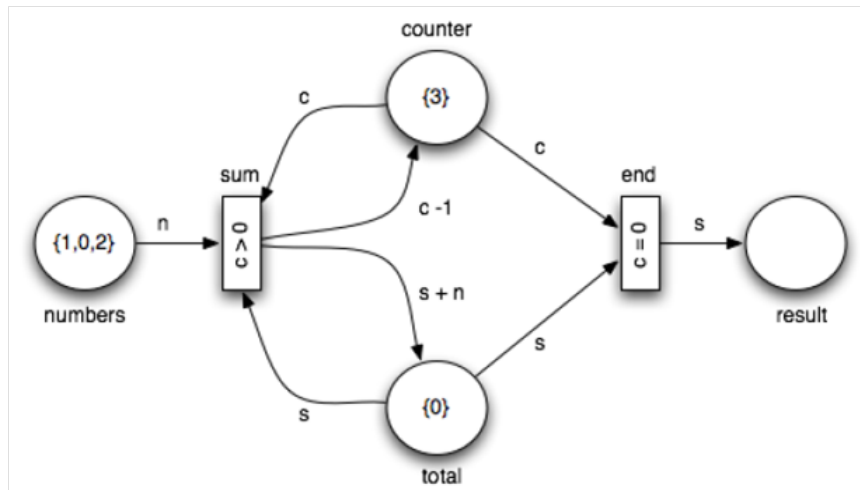 counter
{3}
c
c
sum
end
c -1
n
{1,0,2}
c > 0
c = 0
s
numbers
result
s + n
s
s
{0}
total